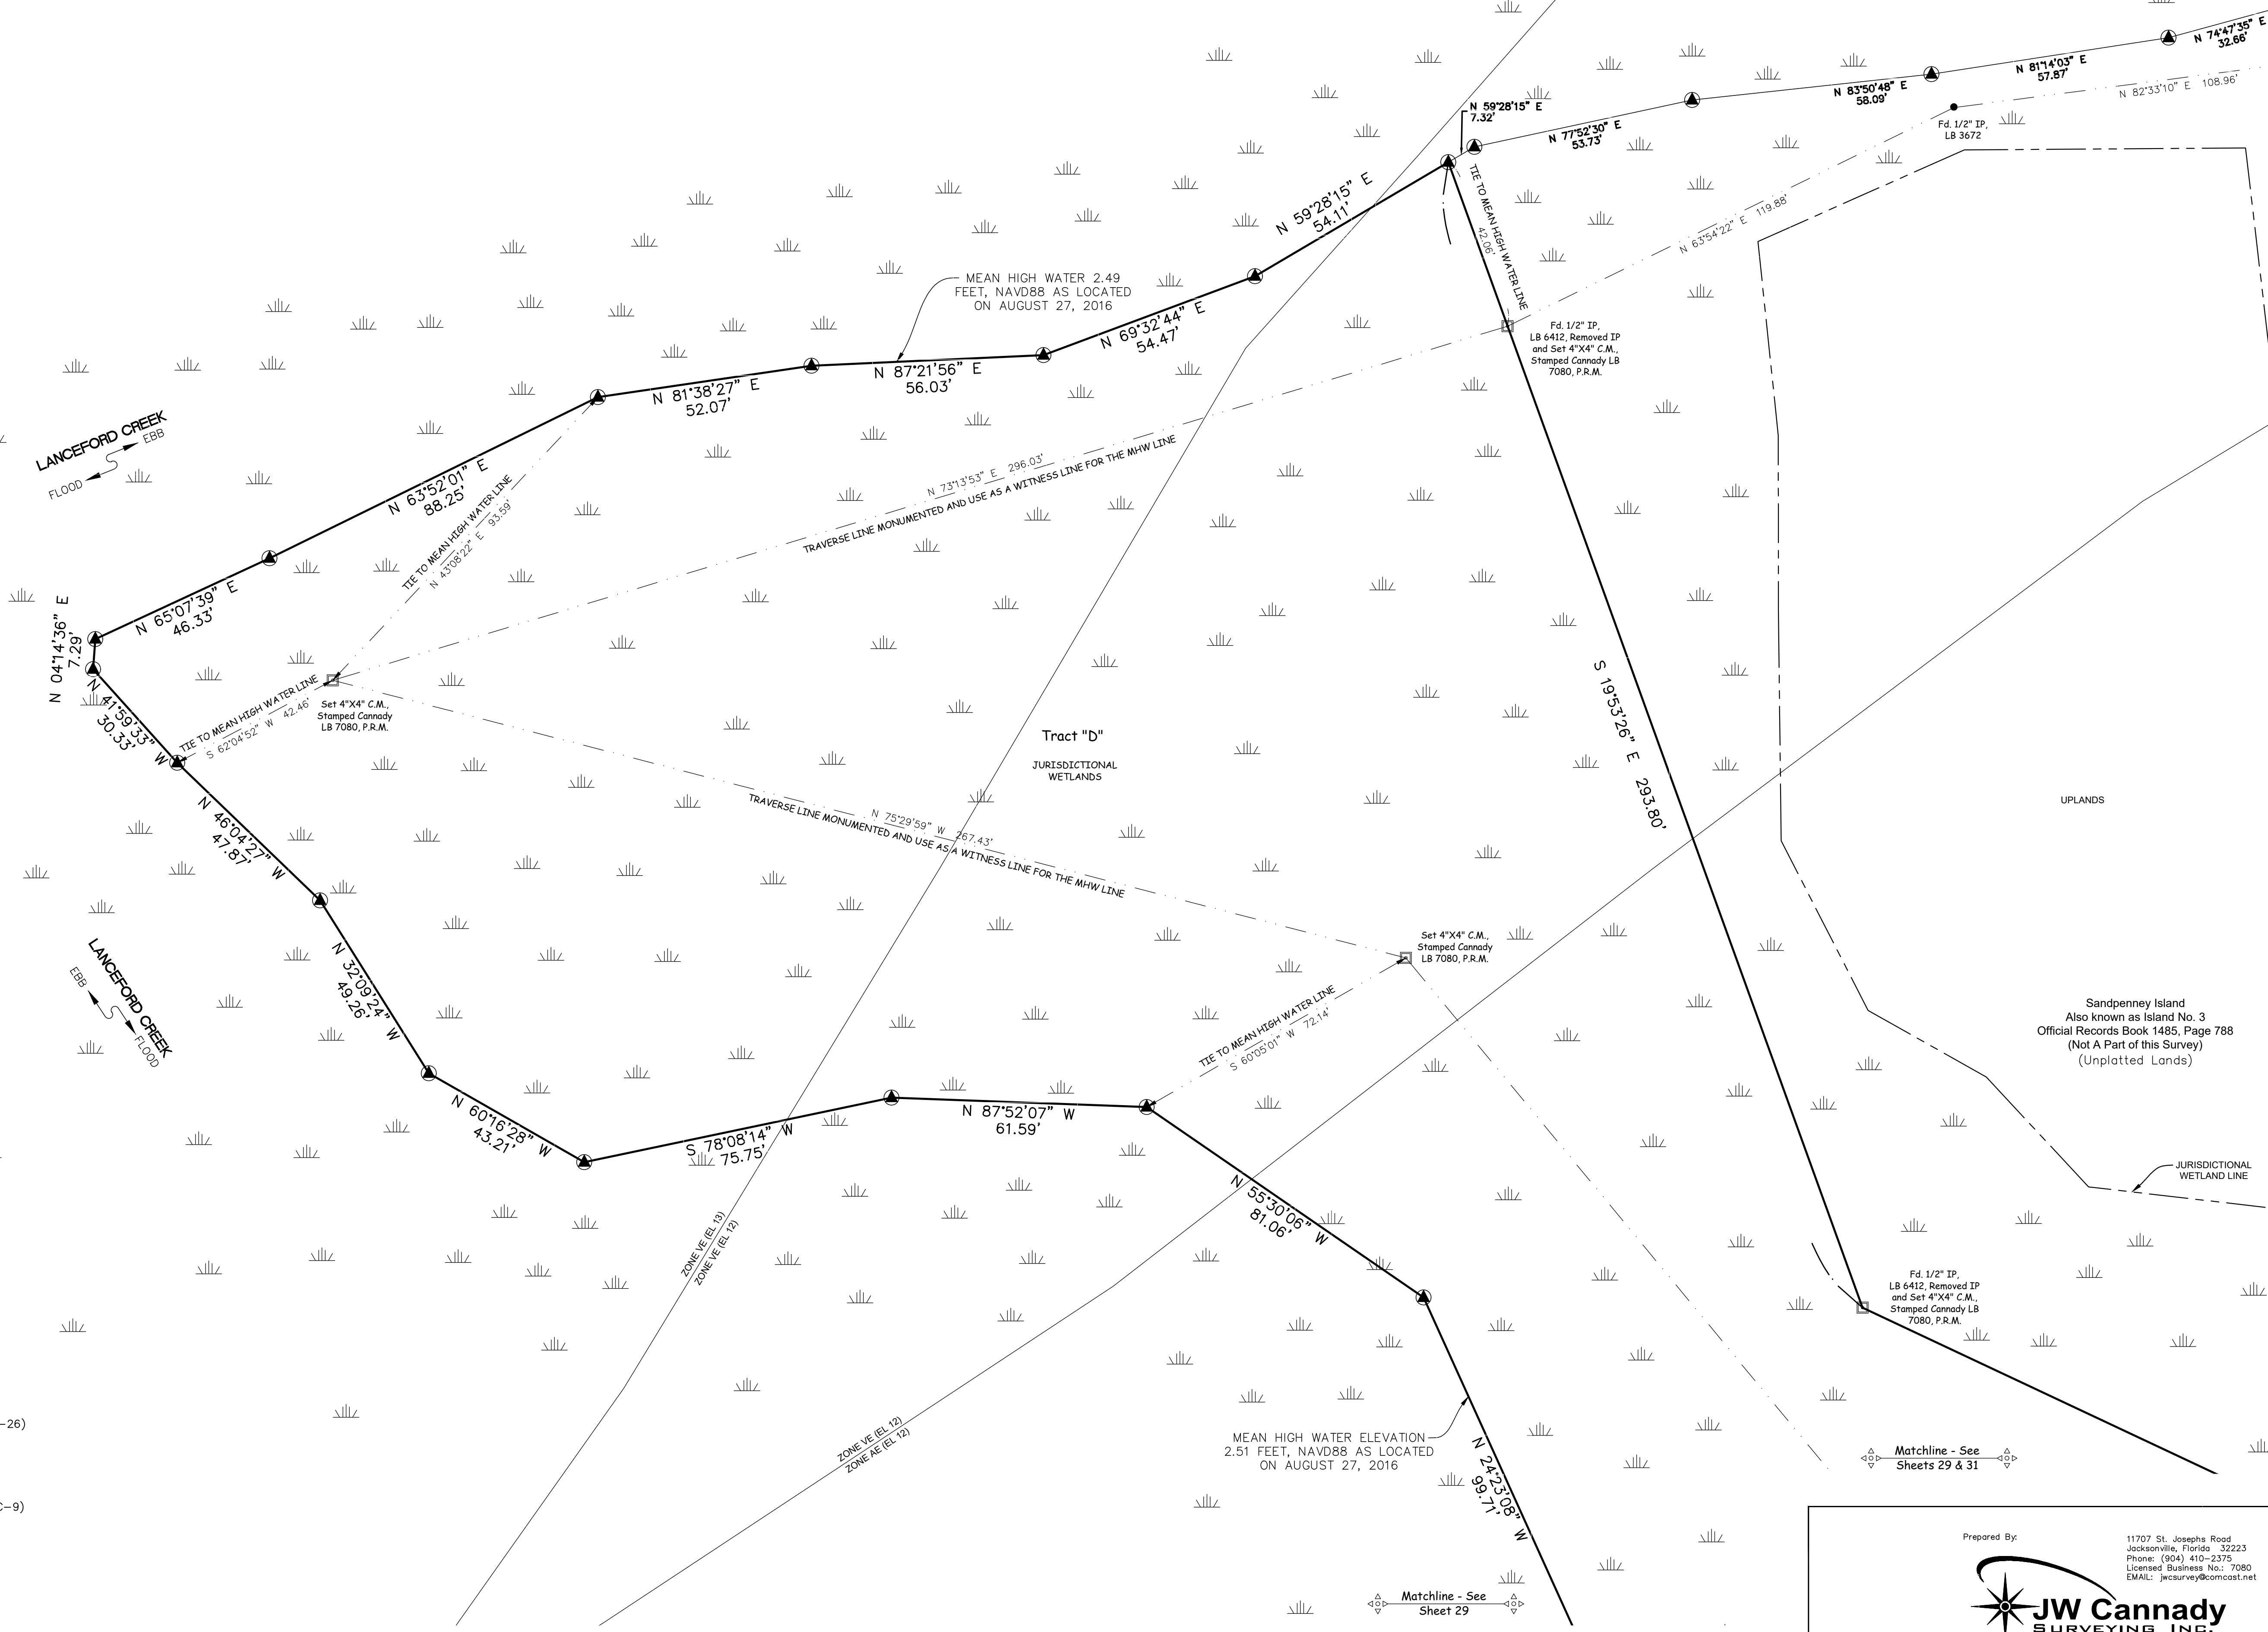 N 74°47'35" E
32.66'
N 81°14'03" E
57.87'
N 82°33'10" E 108.96'
N 83°50'48" E
58.09'
N 59°28'15" E
7.32'
N 77°52'30" E
53.73'
Fd. 1/2" IP,
LB 3672
N 59°28'15" E
54.11'
TIE TO MEAN HIGH WATER LINE
42.06'
N 63°54'22" E 119.88'
MEAN HIGH WATER 2.49
FEET, NAVD88 AS LOCATED
ON AUGUST 27, 2016
N 69°32'44" E
54.47'
Fd. 1/2" IP,
LB 6412, Removed IP
and Set 4"X4" C.M.,
Stamped Cannady LB
7080, P.R.M.
N 87°21'56" E
56.03'
N 81°38'27" E
52.07'
LANCEFORD CREEK
EBB
FLOOD
N 63°52'01" E
88.25'
TIE TO MEAN HIGH WATER LINE
N 43°08'22" E 93.59'
N 73°13'53" E 296.03'
TRAVERSE LINE MONUMENTED AND USE AS A WITNESS LINE FOR THE MHW LINE
N 65°07'39" E
46.33'
N 04°14'36" E
7.29'
N 41°59'33" W
30.33'
TIE TO MEAN HIGH WATER LINE
S 62°04'52" W 42.46'
Set 4"X4" C.M.,
Stamped Cannady
LB 7080, P.R.M.
S 19°53'26" E 293.80'
Tract "D"
JURISDICTIONAL
WETLANDS
UPLANDS
N 75°29'59" W 267.43'
TRAVERSE LINE MONUMENTED AND USE AS A WITNESS LINE FOR THE MHW LINE
N 46°04'27" W
47.87'
LANCEFORD CREEK
EBB
FLOOD
N 32°09'24" W
49.26'
Set 4"X4" C.M.,
Stamped Cannady
LB 7080, P.R.M.
TIE TO MEAN HIGH WATER LINE
S 60°05'01" W 72.14'
Sandpenney Island
Also known as Island No. 3
Official Records Book 1485, Page 788
(Not A Part of this Survey)
(Unplatted Lands)
N 60°16'28" W
43.21'
S 78°08'14" W
75.75'
N 87°52'07" W
61.59'
N 55°30'06" W
81.06'
JURISDICTIONAL
WETLAND LINE
ZONE VE (EL 13)
ZONE VE (EL 12)
Fd. 1/2" IP,
LB 6412, Removed IP
and Set 4"X4" C.M.,
Stamped Cannady LB
7080, P.R.M.
ZONE VE (EL 12)
ZONE AE (EL 12)
MEAN HIGH WATER ELEVATION
2.51 FEET, NAVD88 AS LOCATED
ON AUGUST 27, 2016
N 24°23'08" W
99.71'
Matchline - See
Sheets 29 & 31
-26)
C-9)
Matchline - See
Sheet 29
Prepared By:
11707 St. Josephs Road
Jacksonville, Florida 32223
Phone: (904) 410-2375
Licensed Business No.: 7080
EMAIL: jwcsurvey@comcast.net
JW Cannady
SURVEYING, INC.